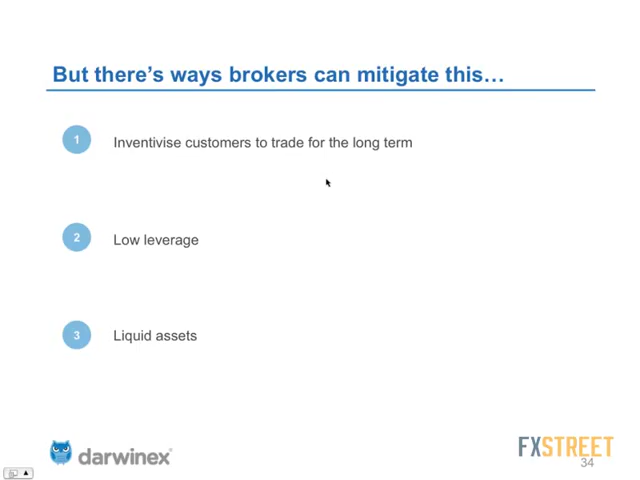 But there's ways brokers can mitigate this…
1
Inventivise customers to trade for the long term
2
Low leverage
3
Liquid assets
darwinex®
FXSTREET
34